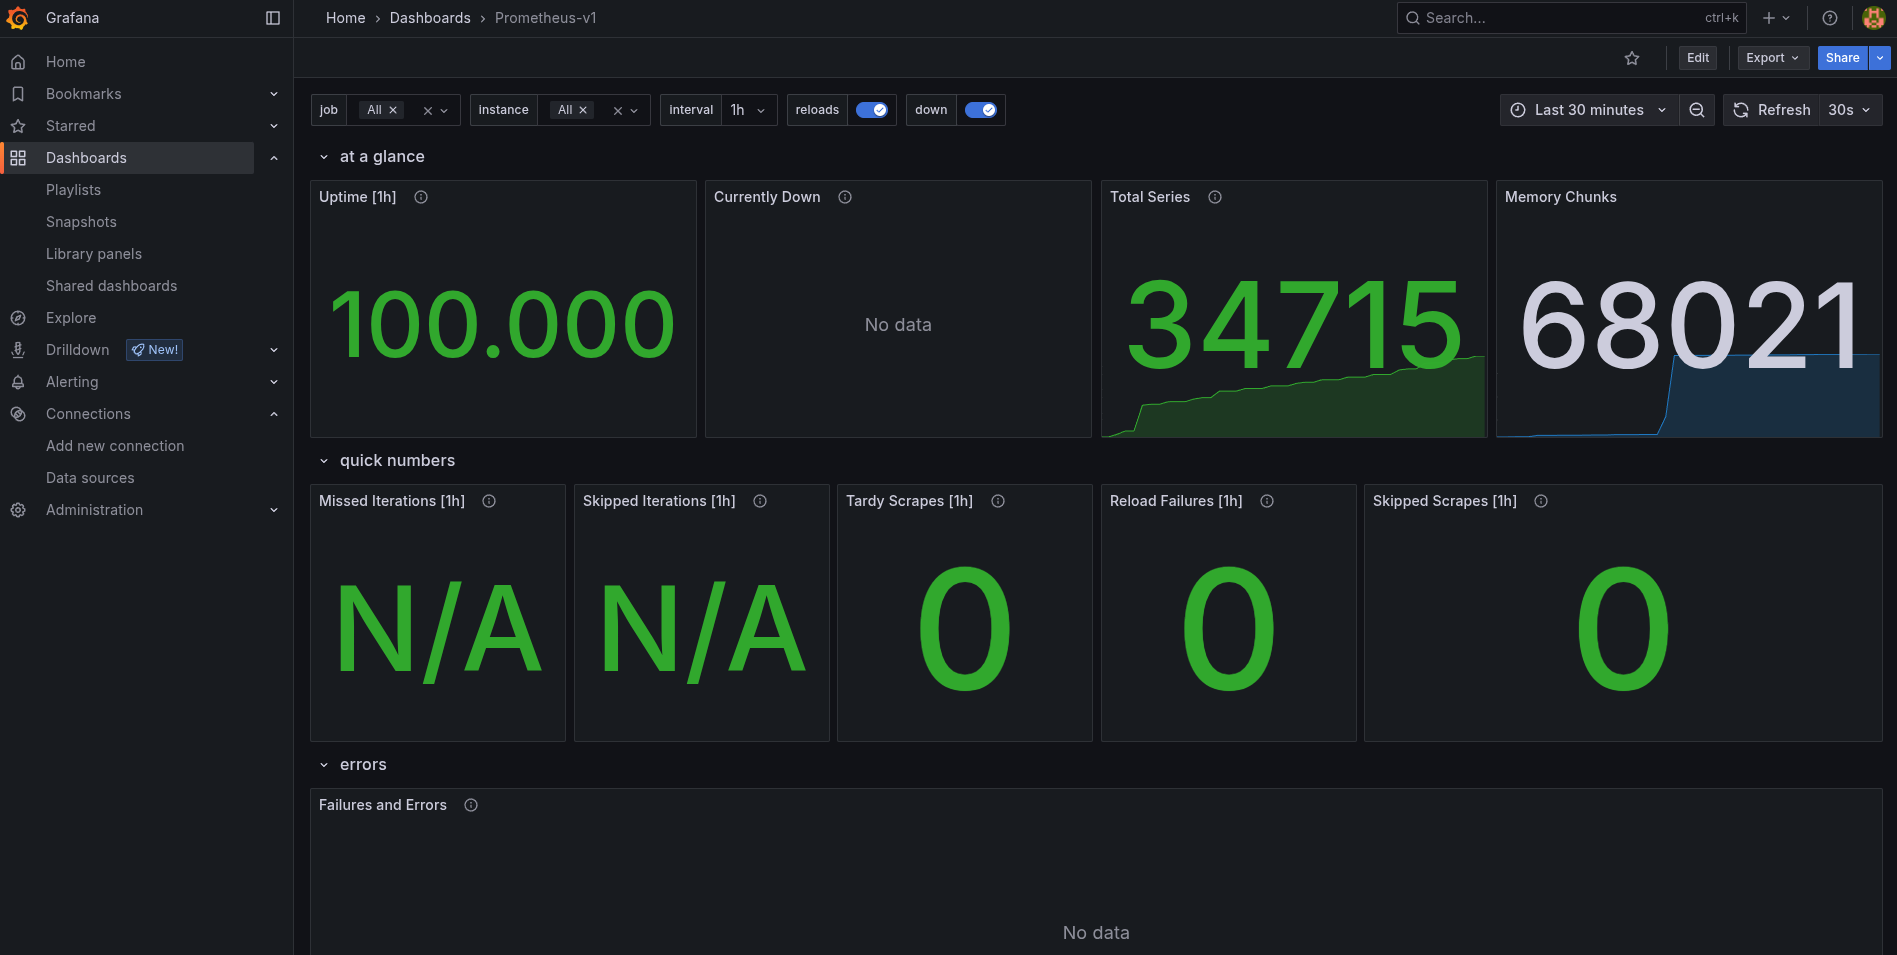 Grafana
Home › Dashboards › Prometheus-v1
Search...
ctrl+k
Home
Bookmarks
Starred
Dashboards
Playlists
Snapshots
Library panels
Shared dashboards
Explore
Drilldown New!
Alerting
Connections
Add new connection
Data sources
Administration
Edit
Export
Share
job All
instance All
interval 1h
reloads
down
Last 30 minutes
Refresh 30s
at a glance
Uptime [1h]
100.000
Currently Down
No data
Total Series
34715
Memory Chunks
68021
quick numbers
Missed Iterations [1h]
N/A
Skipped Iterations [1h]
N/A
Tardy Scrapes [1h]
0
Reload Failures [1h]
0
Skipped Scrapes [1h]
0
errors
Failures and Errors
No data